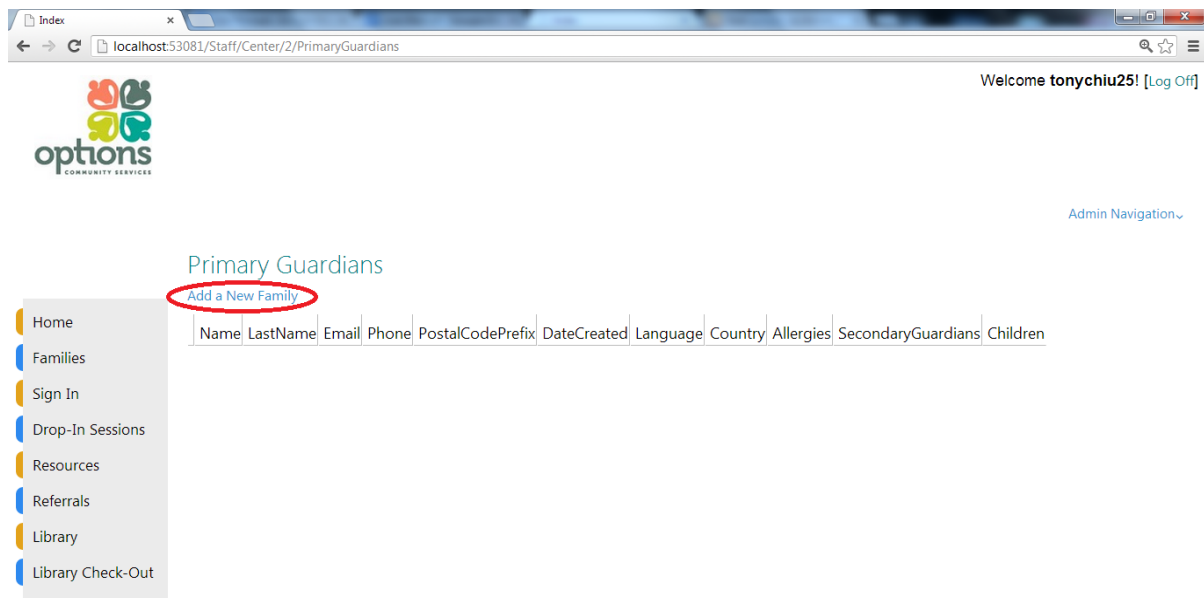 Index
localhost:53081/Staff/Center/2/PrimaryGuardians
Welcome tonychiu25! [Log Off]
options
COMMUNITY SERVICES
Admin Navigation
Primary Guardians
Add a New Family
Name LastName Email Phone PostalCodePrefix DateCreated Language Country Allergies SecondaryGuardians Children
Home
Families
Sign In
Drop-In Sessions
Resources
Referrals
Library
Library Check-Out